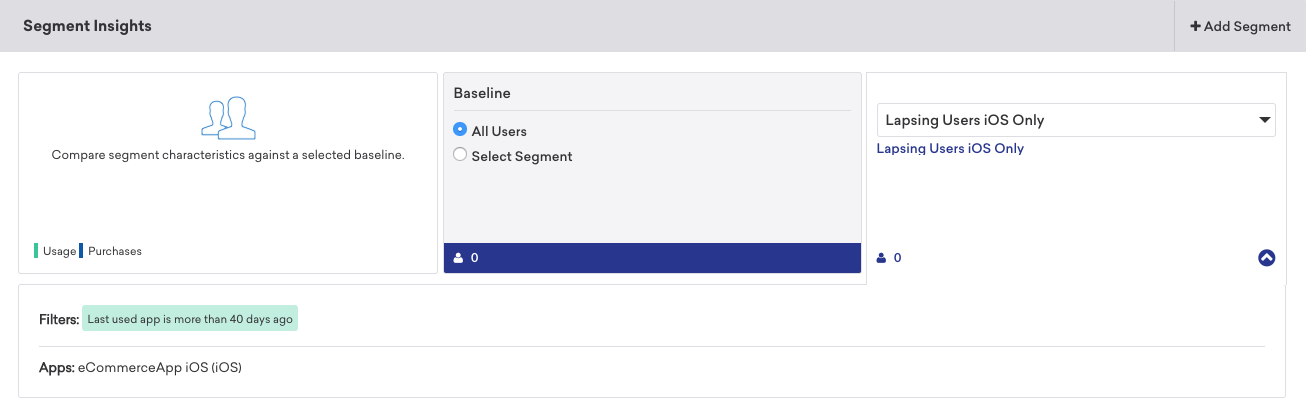 Segment Insights
+ Add Segment
Compare segment characteristics against a selected baseline.
Usage Purchases
Baseline
All Users
Select Segment
0
Lapsing Users iOS Only
Lapsing Users iOS Only
0
Filters: Last used app is more than 40 days ago
Apps: eCommerceApp iOS (iOS)